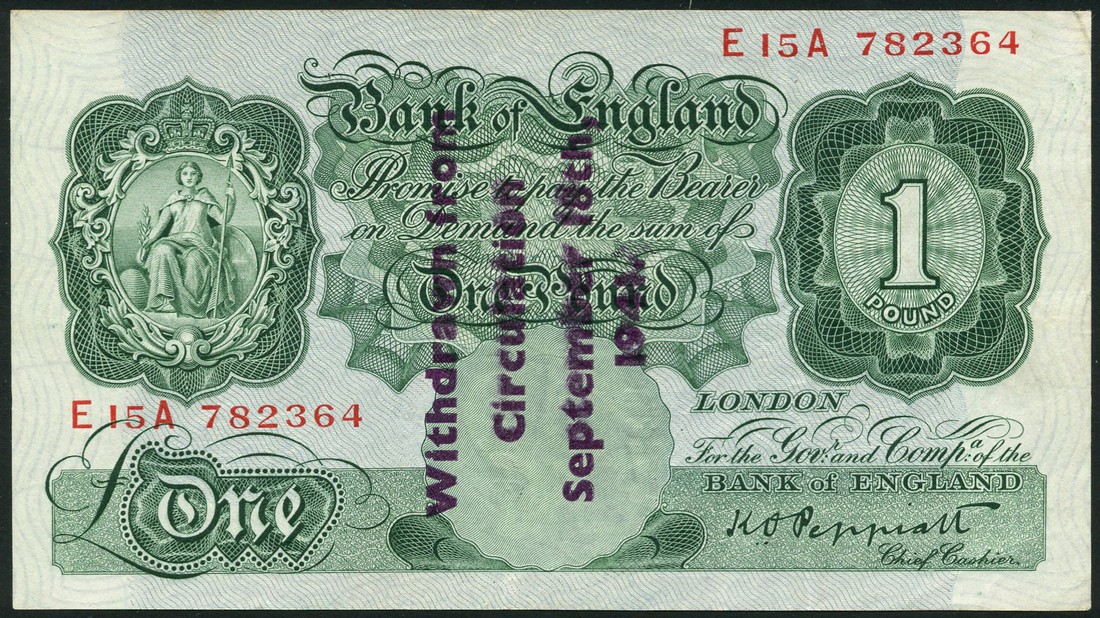 E 15A 782364
Bank of England
Promise to pay the Bearer
on Demand the sum of
One Pound
1
POUND
E 15A 782364
£One
LONDON
For the Govr. and Compa. of the
BANK of ENGLAND
K O Peppiatt
Chief Cashier.
Withdrawn from
Circulation
September 18th,
1941.